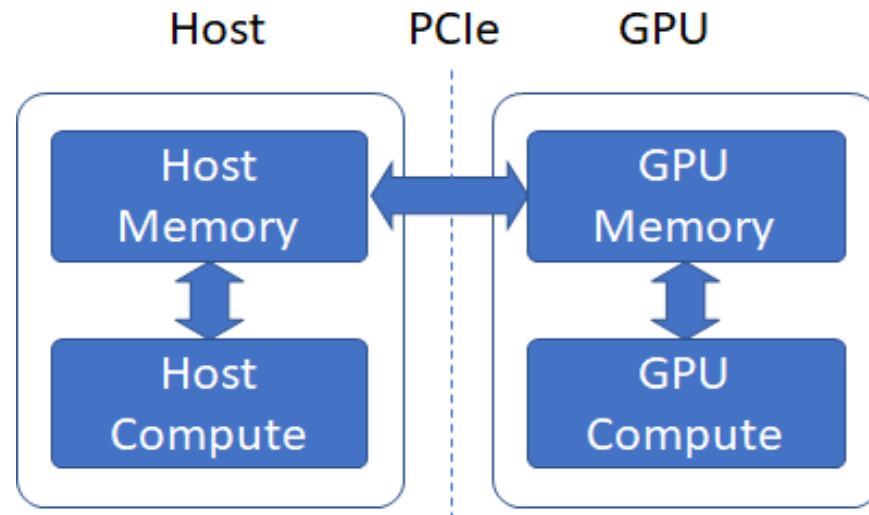 Host PCIe GPU
Host
Memory
GPU
Memory
Host
Compute
GPU
Compute